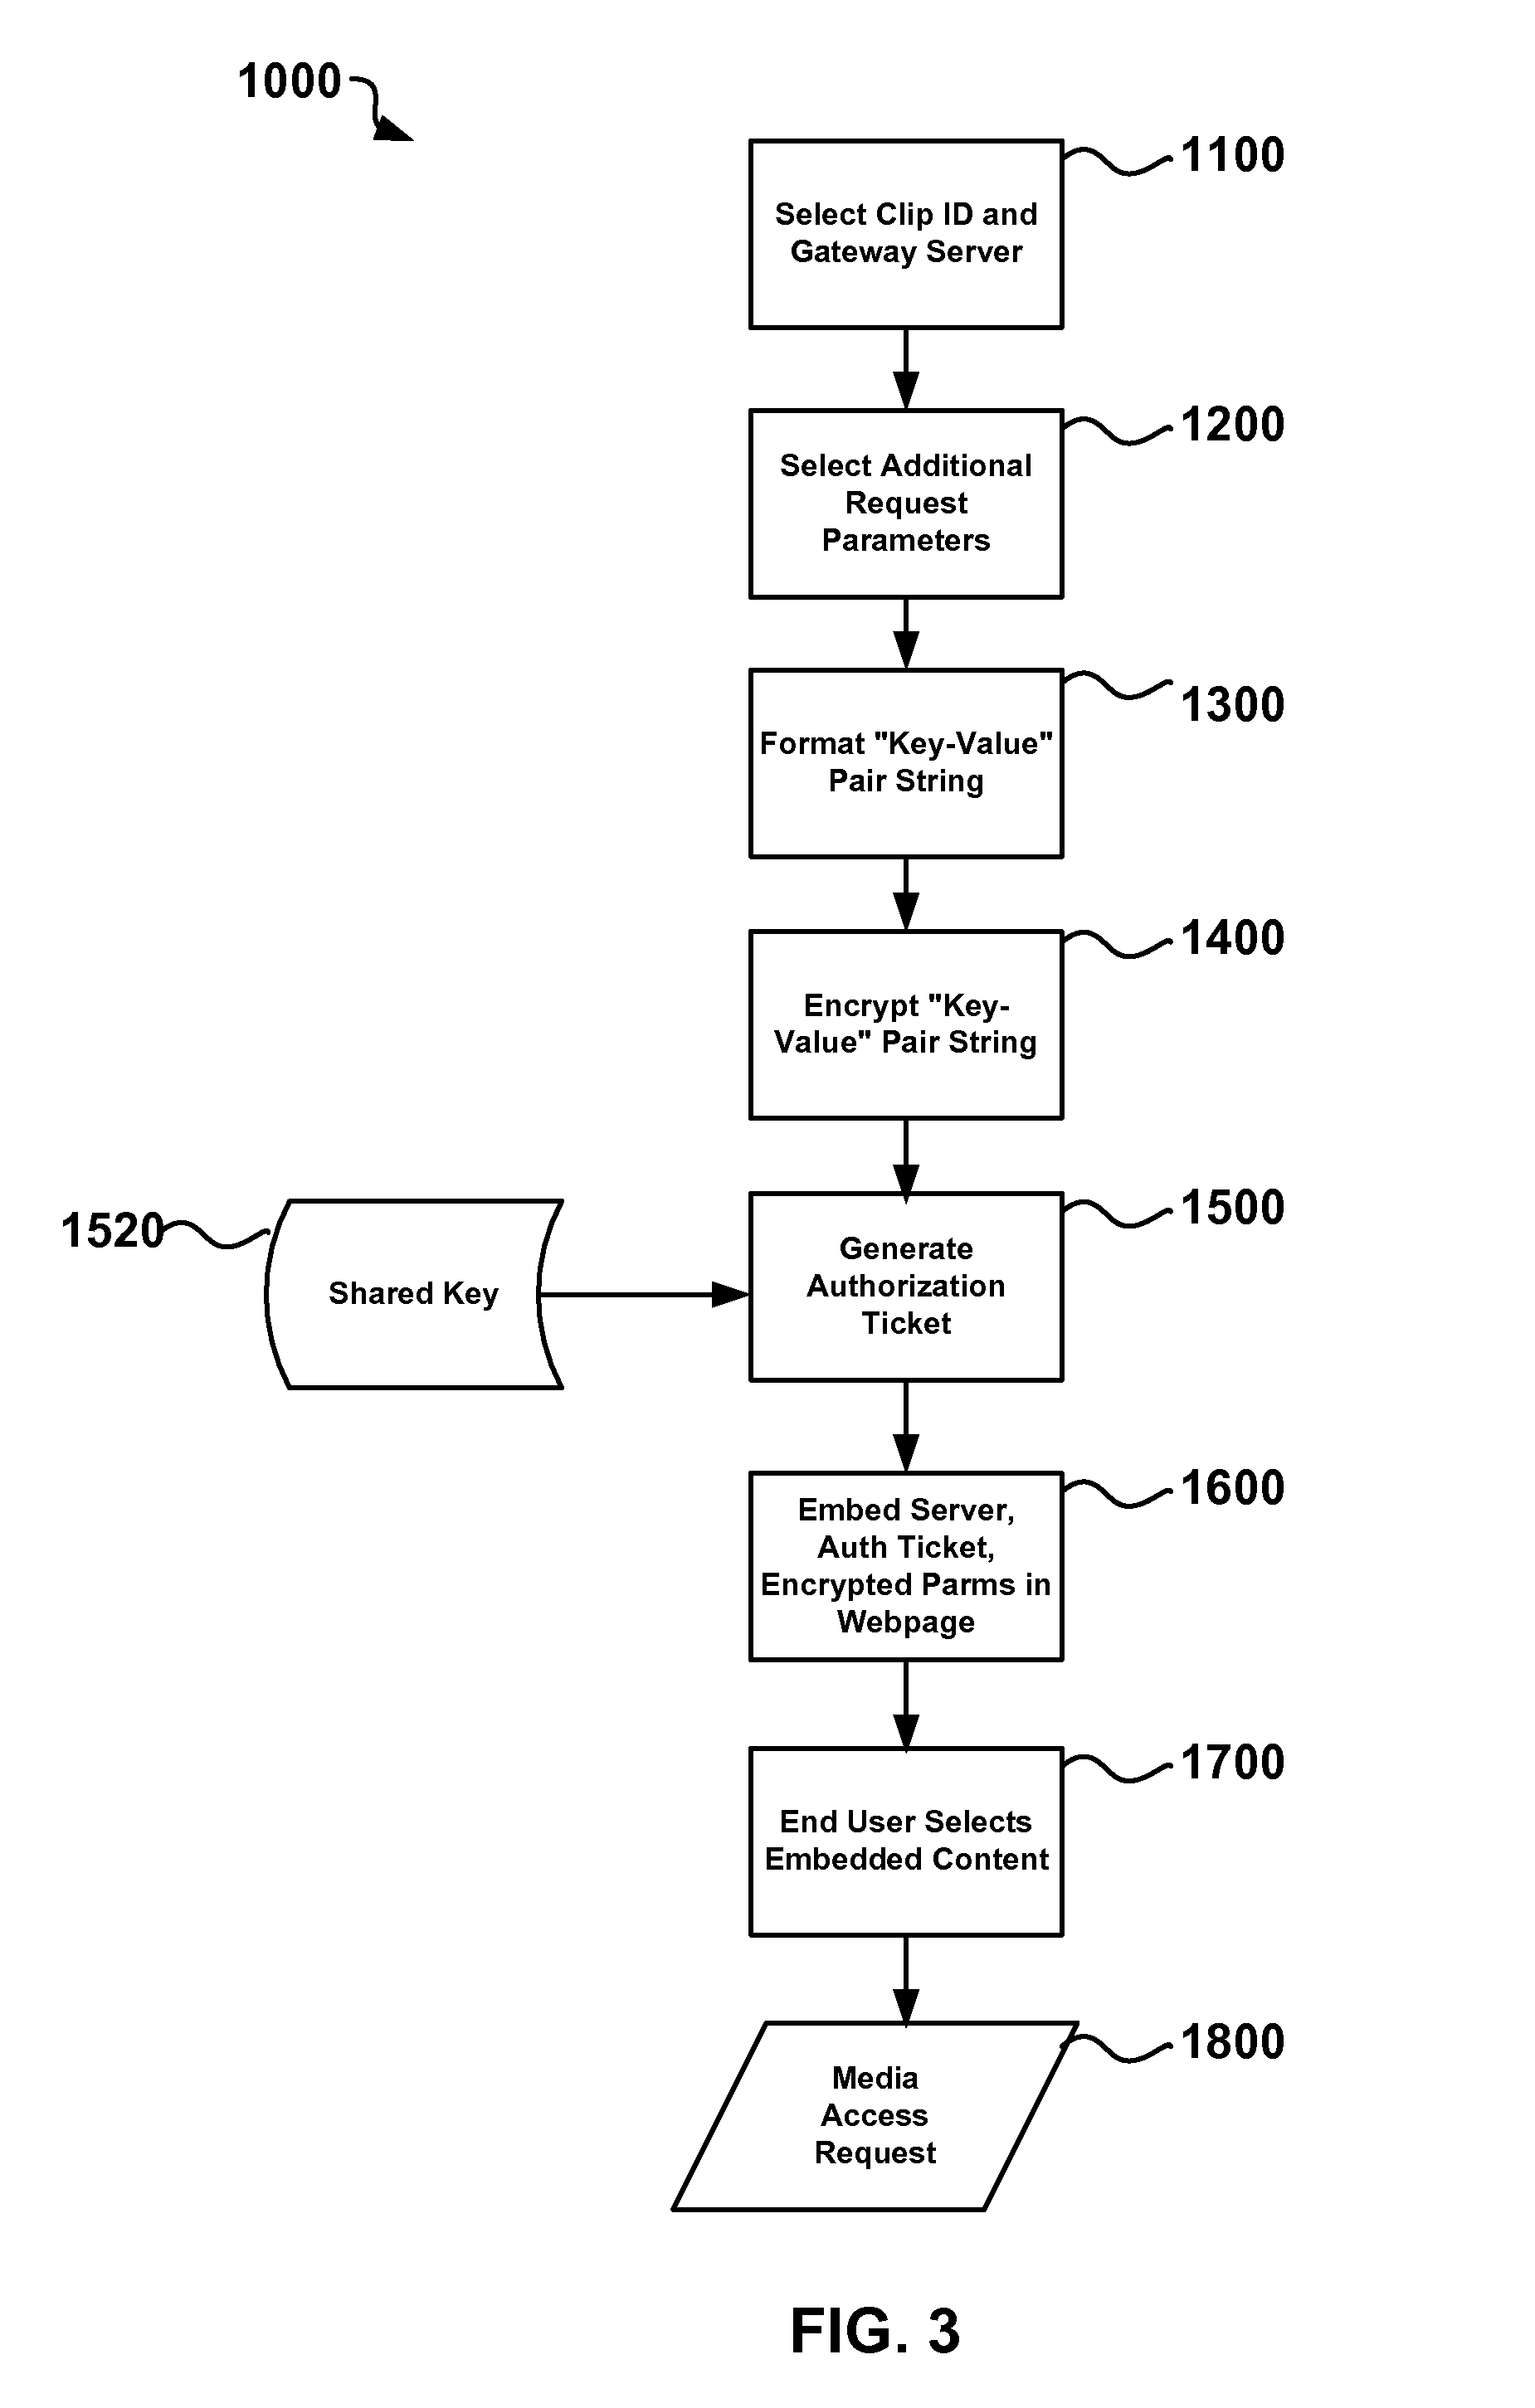 1000
1100
Select Clip ID and
Gateway Server
1200
Select Additional
Request
Parameters
1300
Format "Key-Value"
Pair String
1400
Encrypt "Key-
Value" Pair String
1500
1520
Shared Key
Generate
Authorization
Ticket
1600
Embed Server,
Auth Ticket,
Encrypted Parms in
Webpage
1700
End User Selects
Embedded Content
1800
Media
Access
Request
FIG. 3